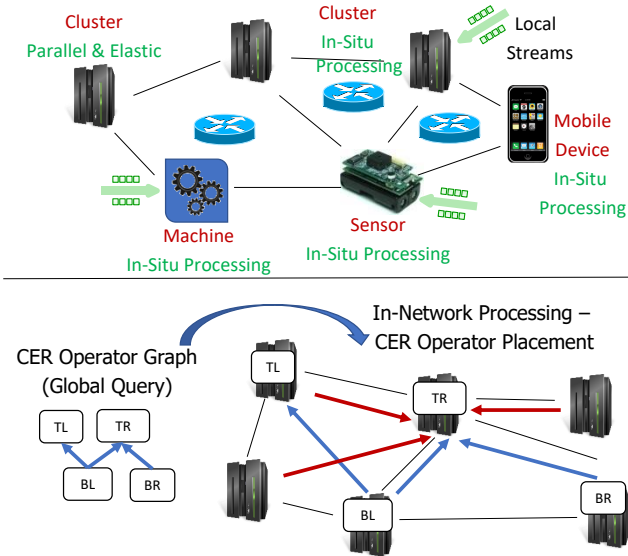 Cluster
Parallel & Elastic
Cluster
In-Situ
Processing
Local
Streams
Mobile
Device
In-Situ
Processing
Machine
In-Situ Processing
Sensor
In-Situ Processing
In-Network Processing –
CER Operator Placement
CER Operator Graph
(Global Query)
TL
TR
BL
BR
TL
TR
BL
BR